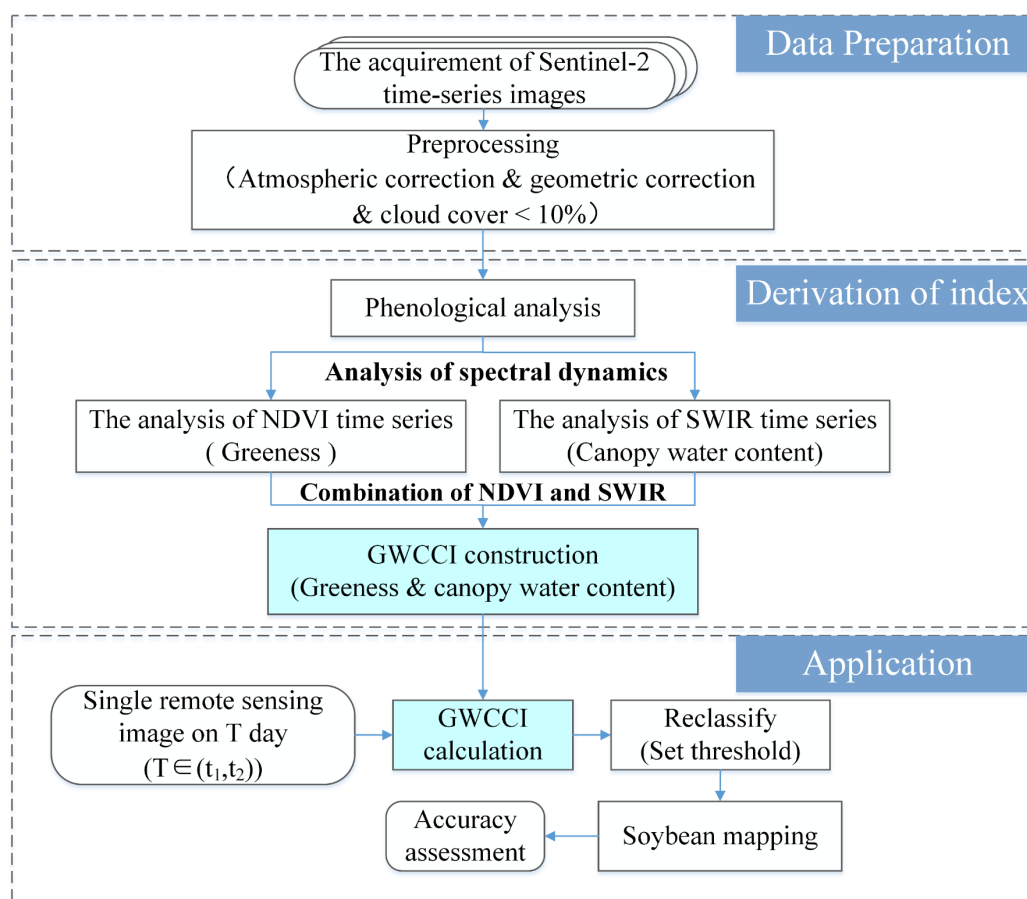 Data Preparation
The acquirement of Sentinel-2
time-series images
Preprocessing
（Atmospheric correction & geometric correction
& cloud cover < 10%）
Derivation of index
Phenological analysis
Analysis of spectral dynamics
The analysis of NDVI time series
( Greeness )
The analysis of SWIR time series
(Canopy water content)
Combination of NDVI and SWIR
GWCCI construction
(Greeness & canopy water content)
Application
Single remote sensing
image on T day
(T∈(t₁,t₂))
GWCCI
calculation
Reclassify
(Set threshold)
Soybean mapping
Accuracy
assessment